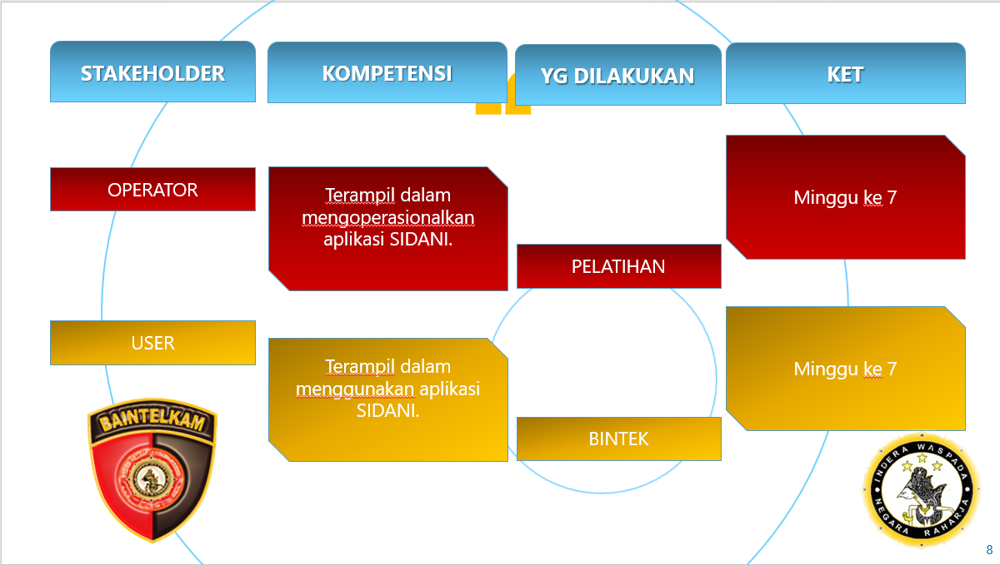 STAKEHOLDER
KOMPETENSI
YG DILAKUKAN
KET
OPERATOR
Terampil dalam
mengoperasionalkan
aplikasi SIDANI.
PELATIHAN
Minggu ke 7
USER
Terampil dalam
menggunakan aplikasi
SIDANI.
BINTEK
Minggu ke 7
BAINTELKAM
INDERA WASPADA
NEGARA RAHARJA
8